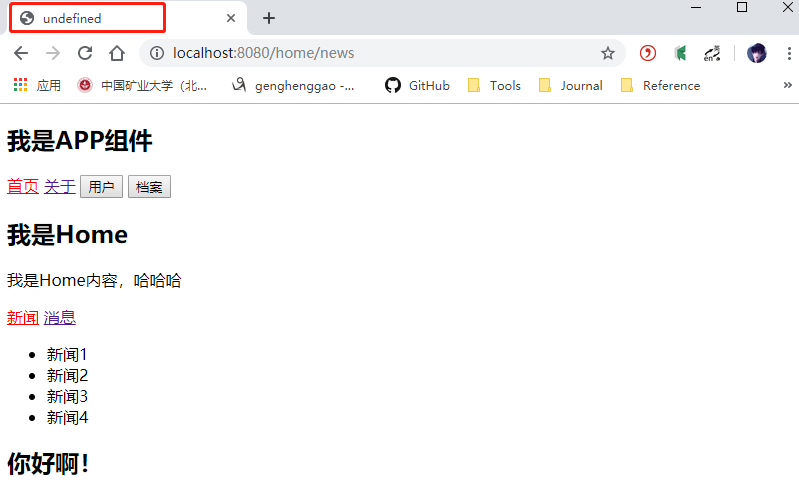 undefined
localhost:8080/home/news
应用 中国矿业大学（北... genghenggao -... GitHub Tools Journal Reference
我是APP组件
首页 关于 用户 档案
我是Home
我是Home内容，哈哈哈
新闻 消息
新闻1
新闻2
新闻3
新闻4
你好啊！